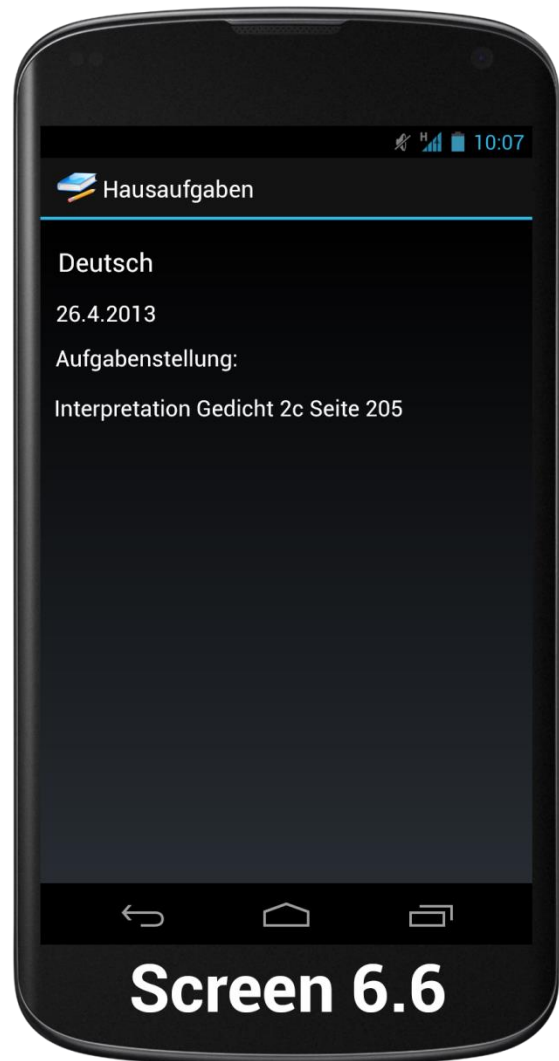 H
10:07
Hausaufgaben
Deutsch
26.4.2013
Aufgabenstellung:
Interpretation Gedicht 2c Seite 205
Screen 6.6